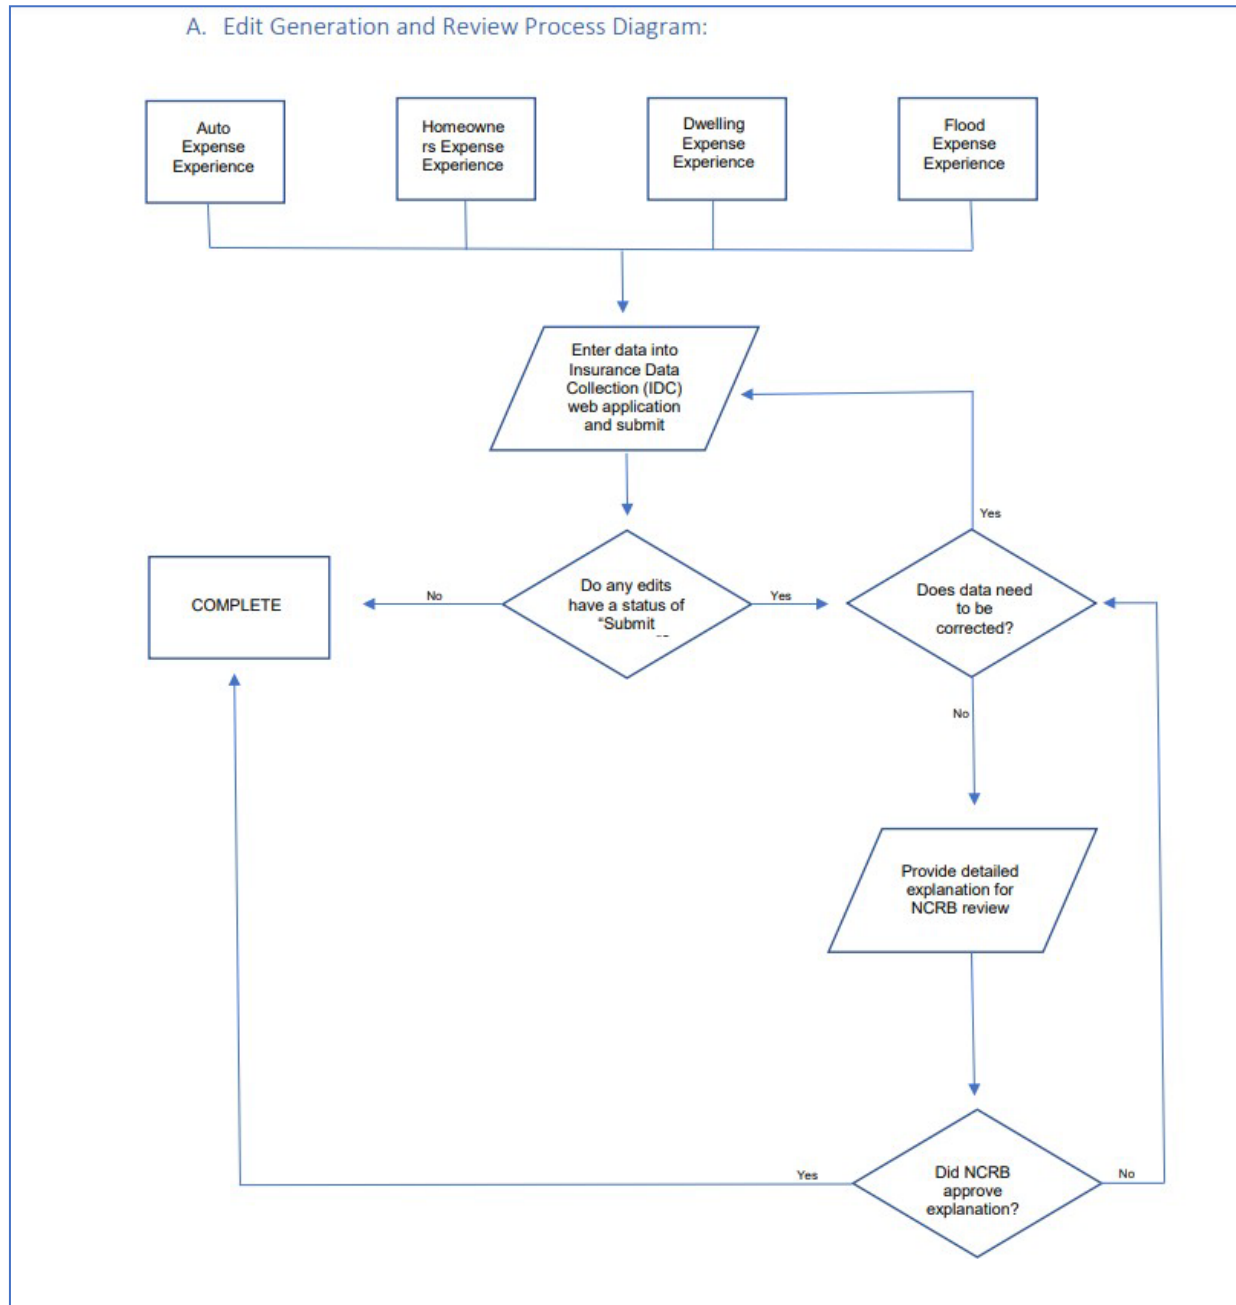 A. Edit Generation and Review Process Diagram:
Auto
Expense
Experience
Homeowne
rs Expense
Experience
Dwelling
Expense
Experience
Flood
Expense
Experience
Enter data into
Insurance Data
Collection (IDC)
web application
and submit
Yes
COMPLETE
No
Do any edits
have a status of
“Submit
Yes
Does data need
to be
corrected?
No
Provide detailed
explanation for
NCRB review
Yes
Did NCRB
approve
explanation?
No